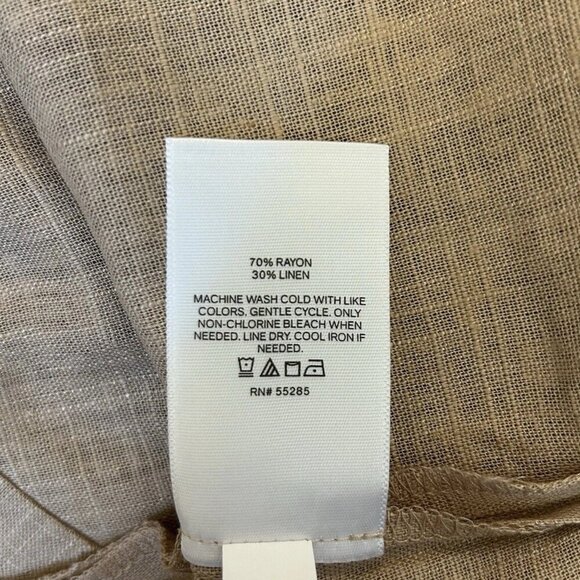 70% RAYON
30% LINEN
MACHINE WASH COLD WITH LIKE
COLORS. GENTLE CYCLE. ONLY
NON-CHLORINE BLEACH WHEN
NEEDED. LINE DRY. COOL IRON IF
NEEDED.
RN# 55285